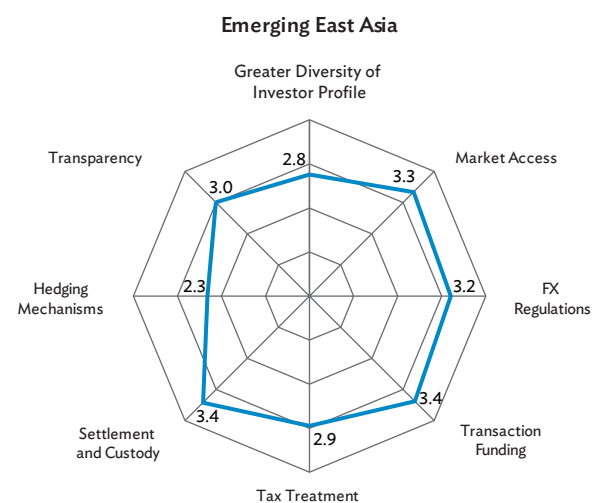 Emerging East Asia
Greater Diversity of
Investor Profile
Transparency
Market Access
2.8
3.3
3.0
Hedging
Mechanisms
2.3
3.2
FX
Regulations
3.4
3.4
2.9
Settlement
and Custody
Transaction
Funding
Tax Treatment